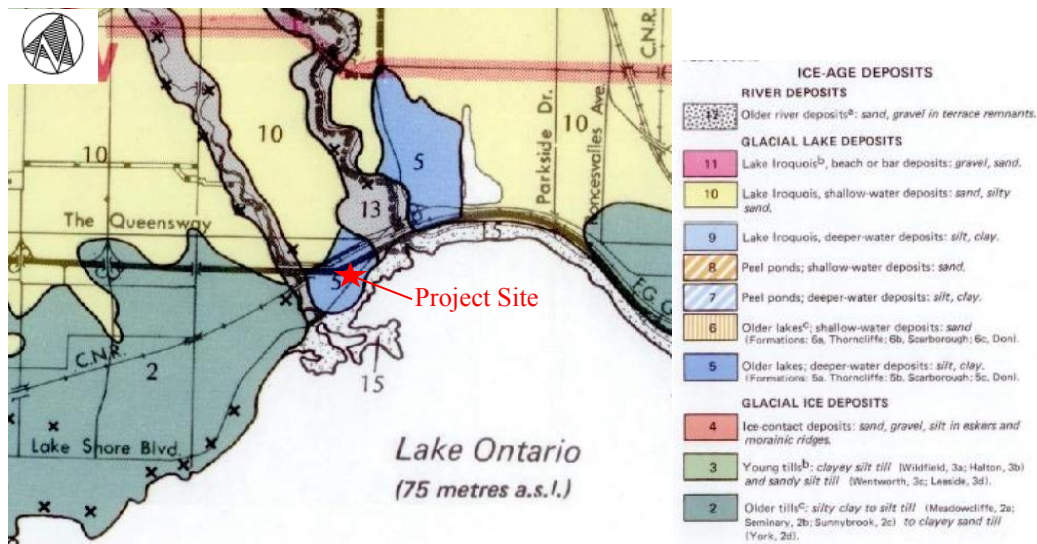 10
10
10
Parkside Dr.
Roncesvalles Ave.
C.N.R.
5
13
The Queensway
5
15
Project Site
C.N.R.
2
15
Lake Shore Blvd.
Lake Ontario
(75 metres a.s.l.)
ICE-AGE DEPOSITS
RIVER DEPOSITS
Older river depositsᵃ: sand, gravel in terrace remnants.
GLACIAL LAKE DEPOSITS
11 Lake Iroquoisᵇ, beach or bar deposits: gravel, sand.
10 Lake Iroquois, shallow-water deposits: sand, silty
sand.
9 Lake Iroquois, deeper-water deposits: silt, clay.
8 Peel ponds; shallow-water deposits: sand.
7 Peel ponds; deeper-water deposits: silt, clay.
6 Older lakesᶜ; shallow-water deposits: sand
(Formations: 6a, Thorncliffe; 6b, Scarborough; 6c, Don).
5 Older lakes; deeper-water deposits: silt, clay.
(Formations: 5a, Thorncliffe; 5b, Scarborough; 5c, Don).
GLACIAL ICE DEPOSITS
4 Ice-contact deposits: sand, gravel, silt in eskers and
morainic ridges.
3 Young tillsᵇ: clayey silt till (Wildfield, 3a; Halton, 3b)
and sandy silt till (Wentworth, 3c; Leaside, 3d).
2 Older tillsᶜ: silty clay to silt till (Meadowcliffe, 2a;
Seminary, 2b; Sunnybrook, 2c) to clayey sand till
(York, 2d).